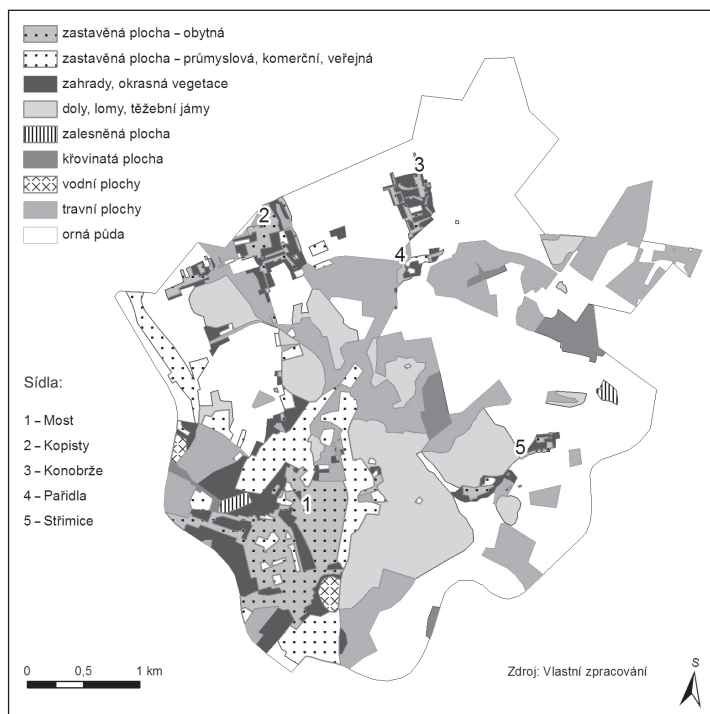 zastavěná plocha – obytná
zastavěná plocha – průmyslová, komerční, veřejná
zahrady, okrasná vegetace
doly, lomy, těžební jámy
zalesněná plocha
křovinatá plocha
vodní plochy
travní plochy
orná půda
3
2
4
Sídla:
1 – Most
2 – Kopisty
3 – Konobrže
4 – Pařidla
5 – Střimice
5
1
0 0,5 1 km
Zdroj: Vlastní zpracování
S